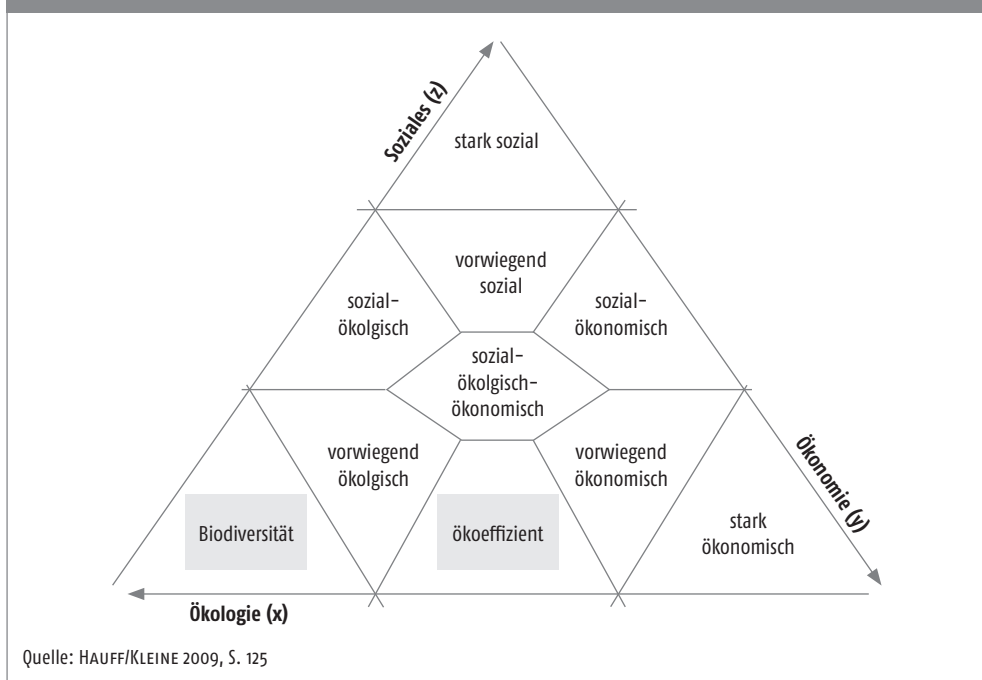 Soziales (z)
stark sozial
vorwiegend
sozial
sozial-
ökolgisch
sozial-
ökonomisch
sozial-
ökolgisch-
ökonomisch
vorwiegend
ökolgisch
vorwiegend
ökonomisch
Ökonomie (y)
Biodiversität
ökoeffizient
stark
ökonomisch
Ökologie (x)
Quelle: HAUFF/KLEINE 2009, S. 125